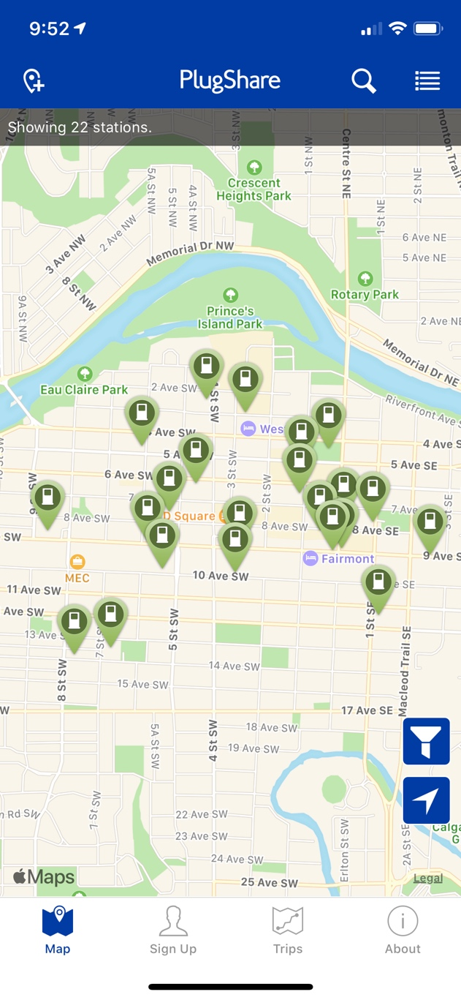 9:52
PlugShare
Showing 22 stations.
3 St NW
1 St NW
Centre St NE
Crescent
Heights Park
5A St NW
5 St NW
4A St NW
2 St NE
1 St NE
2 Ave NW
3 Ave NW
6 Ave NE
Memorial Dr NW
5 Ave NE
8 St NW
Rotary Park
9A St NW
Prince's
Island Park
2 Ave NE
Memorial Dr NE
Eau Claire Park
2 Ave SW
1 St SW
Riverfront Ave
Wes
Ave SW
4 Ave S
5 A
5 Ave SE
6 Ave SW
3 St SW
2 St SW
7 Ave
8 Ave SW
D Square
8 Ave SW
8 Ave SE
SW
9 Ave S
Fairmont
MEC
10 Ave SW
e SE
11 Ave SW
Ave SW
1 St SE
5 St SW
13 Ave S
7 St
Macleod Trail SE
8 St SW
14 Ave SW
15 Ave SW
W
17 Ave SE
18 Ave SW
5A St SW
4 St SW
19 Ave SW
7 St SW
n Rd SW
22 Ave SW
Erlton St SW
2A St SE
Calga
G
23 Ave SW
24 Ave SW
Maps
25 Ave SW
Legal
Map
Sign Up
Trips
About